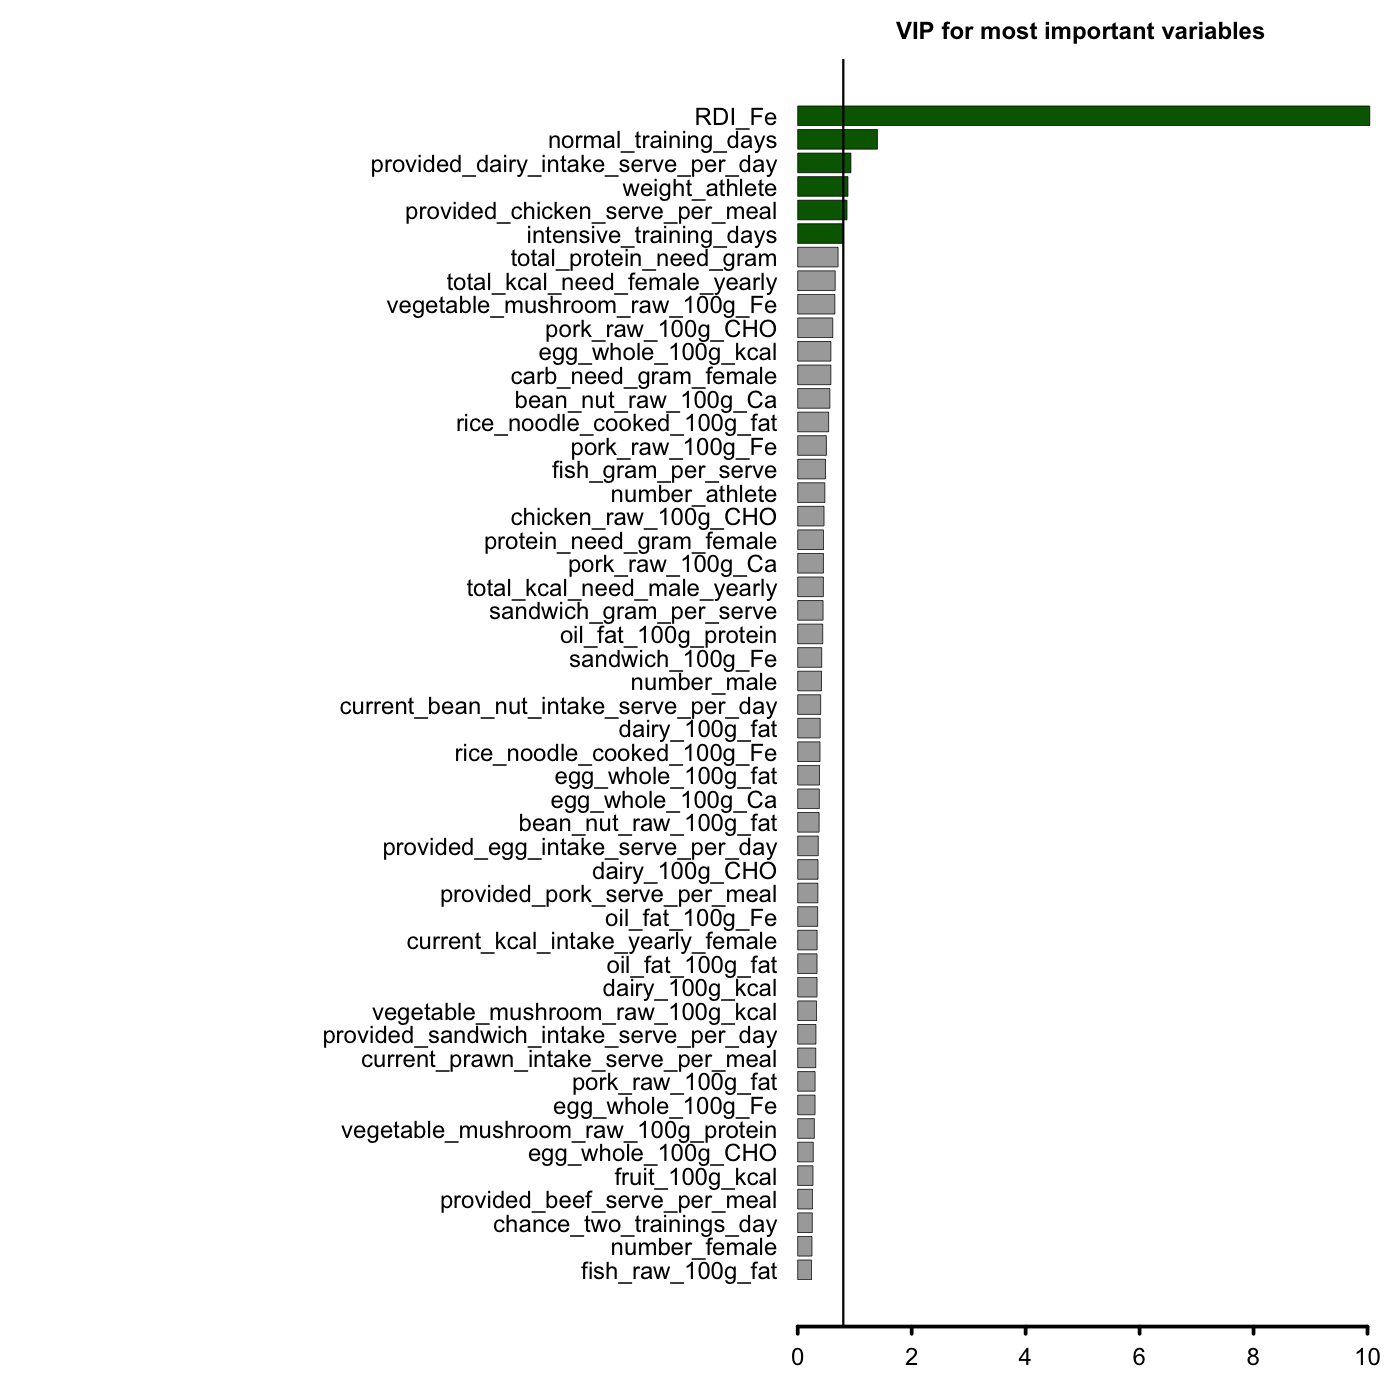 VIP for most important variables
RDI_Fe
normal_training_days
provided_dairy_intake_serve_per_day
weight_athlete
provided_chicken_serve_per_meal
intensive_training_days
total_protein_need_gram
total_kcal_need_female_yearly
vegetable_mushroom_raw_100g_Fe
pork_raw_100g_CHO
egg_whole_100g_kcal
carb_need_gram_female
bean_nut_raw_100g_Ca
rice_noodle_cooked_100g_fat
pork_raw_100g_Fe
fish_gram_per_serve
number_athlete
chicken_raw_100g_CHO
protein_need_gram_female
pork_raw_100g_Ca
total_kcal_need_male_yearly
sandwich_gram_per_serve
oil_fat_100g_protein
sandwich_100g_Fe
number_male
current_bean_nut_intake_serve_per_day
dairy_100g_fat
rice_noodle_cooked_100g_Fe
egg_whole_100g_fat
egg_whole_100g_Ca
bean_nut_raw_100g_fat
provided_egg_intake_serve_per_day
dairy_100g_CHO
provided_pork_serve_per_meal
oil_fat_100g_Fe
current_kcal_intake_yearly_female
oil_fat_100g_fat
dairy_100g_kcal
vegetable_mushroom_raw_100g_kcal
provided_sandwich_intake_serve_per_day
current_prawn_intake_serve_per_meal
pork_raw_100g_fat
egg_whole_100g_Fe
vegetable_mushroom_raw_100g_protein
egg_whole_100g_CHO
fruit_100g_kcal
provided_beef_serve_per_meal
chance_two_trainings_day
number_female
fish_raw_100g_fat
0 2 4 6 8 10